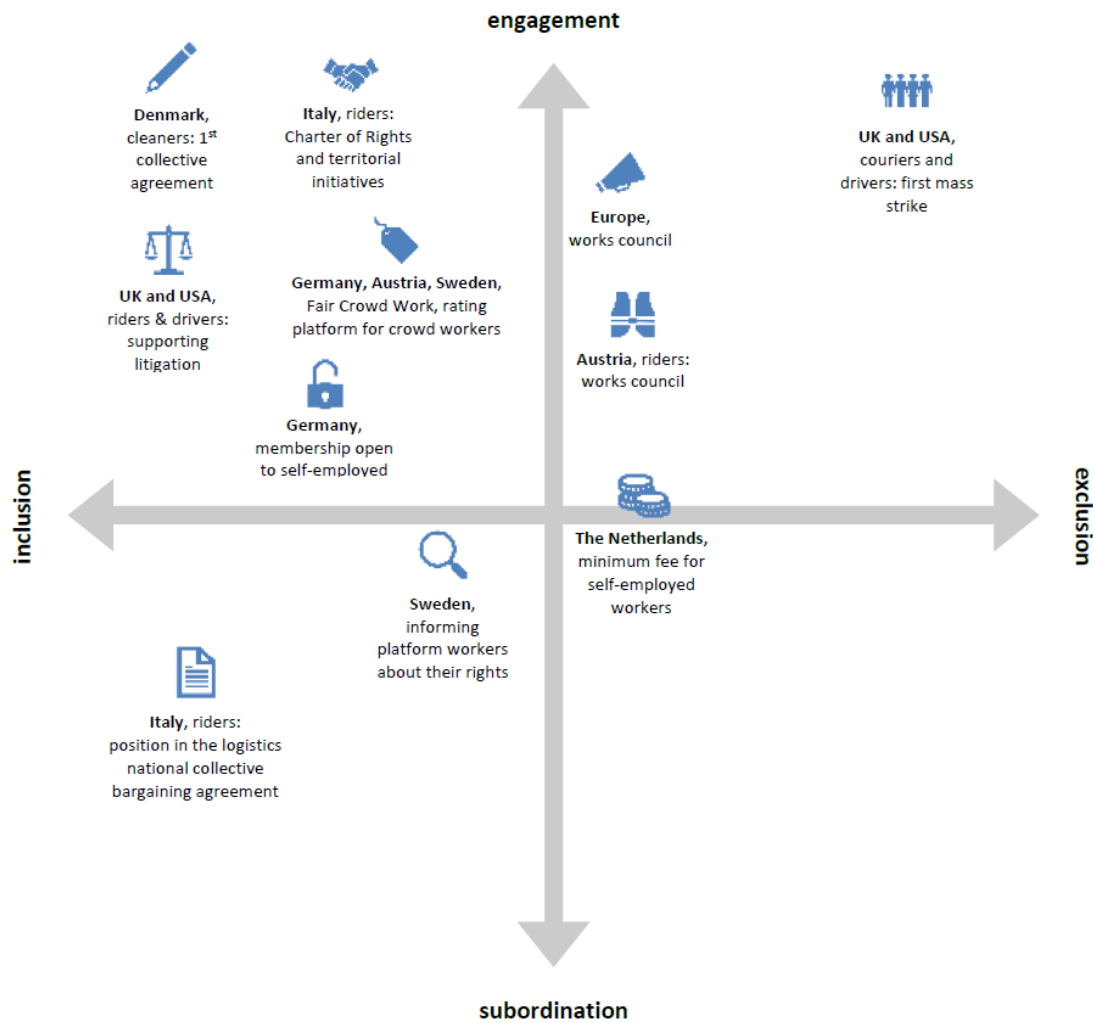 engagement
Denmark,
cleaners: 1st
collective
agreement
Italy, riders:
Charter of Rights
and territorial
initiatives
UK and USA,
couriers and
drivers: first mass
strike
Europe,
works council
UK and USA,
riders & drivers:
supporting
litigation
Germany, Austria, Sweden,
Fair Crowd Work, rating
platform for crowd workers
Austria, riders:
works council
Germany,
membership open
to self-employed
inclusion
exclusion
The Netherlands,
minimum fee for
self-employed
workers
Sweden,
informing
platform workers
about their rights
Italy, riders:
position in the logistics
national collective
bargaining agreement
subordination